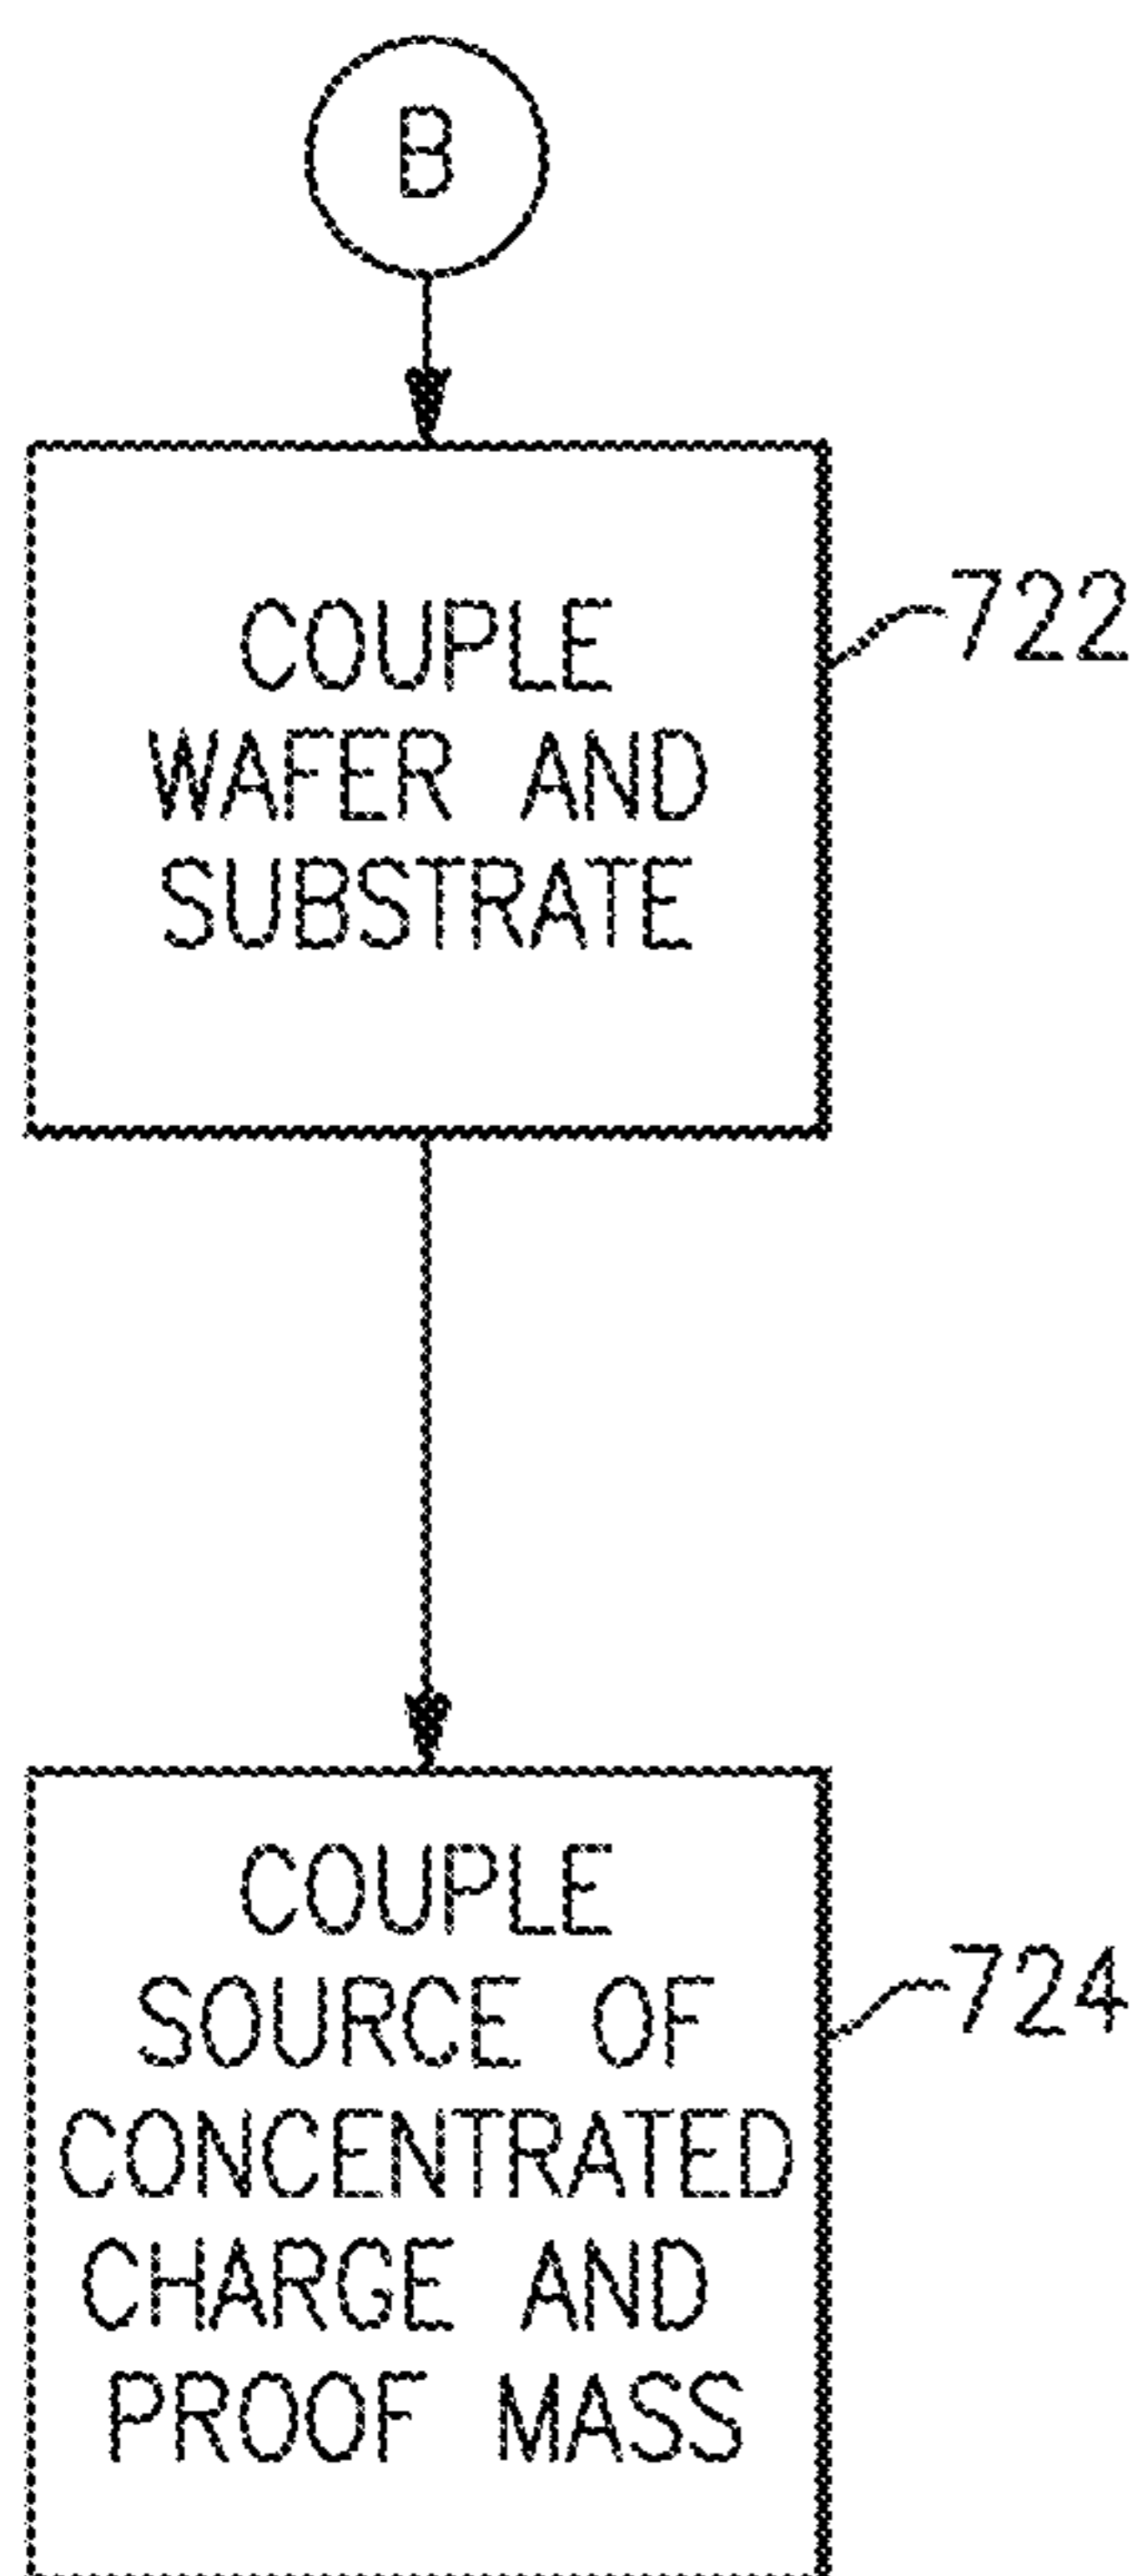 B
COUPLE
WAFER AND
SUBSTRATE
722
COUPLE
SOURCE OF
CONCENTRATED
CHARGE AND
PROOF MASS
724